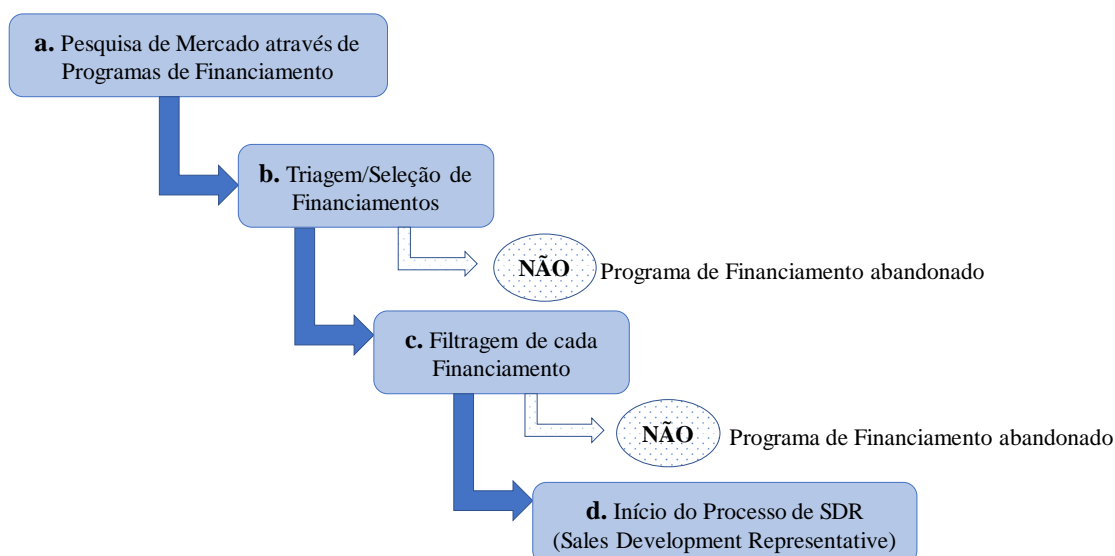 a. Pesquisa de Mercado através de
Programas de Financiamento
b. Triagem/Seleção de
Financiamentos
NÃO
Programa de Financiamento abandonado
c. Filtragem de cada
Financiamento
NÃO
Programa de Financiamento abandonado
d. Início do Processo de SDR
(Sales Development Representative)